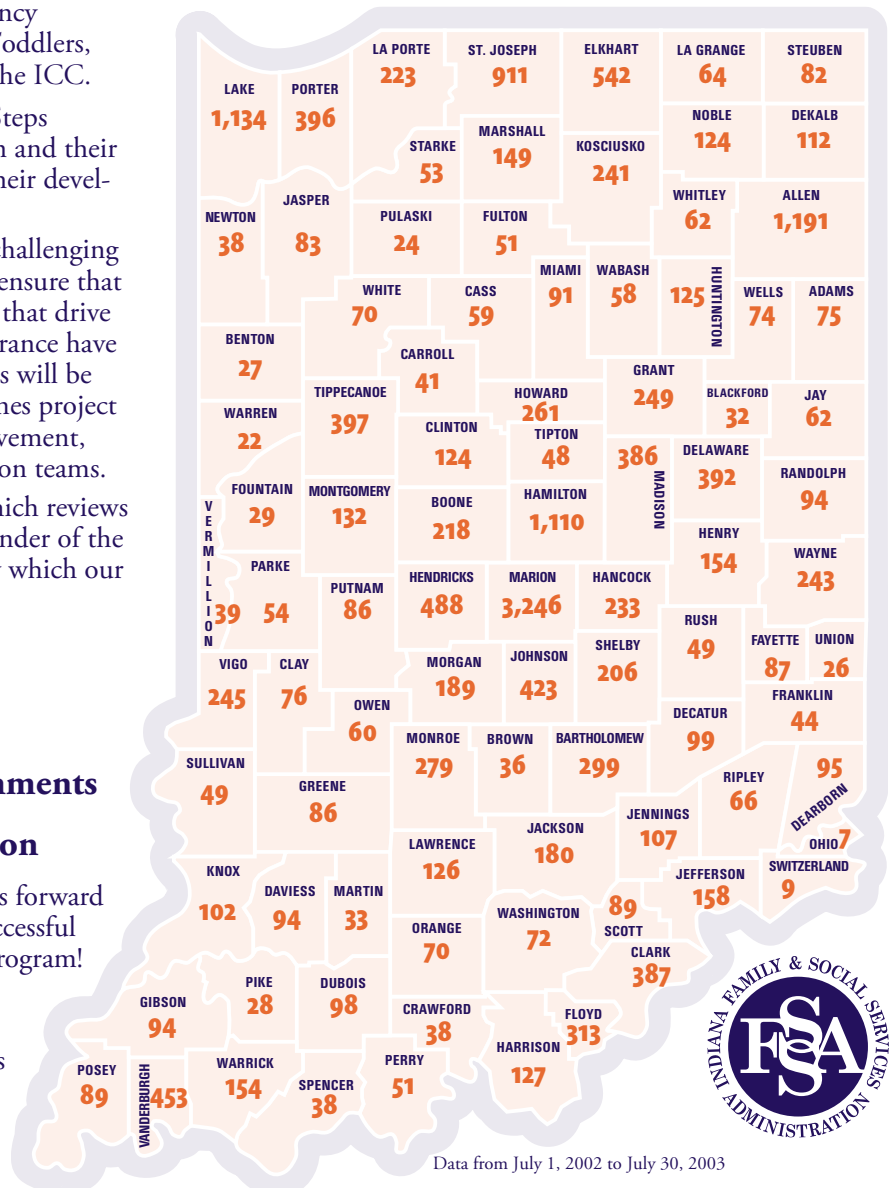 ncy
oddlers,
he ICC.
Steps
n and their
heir devel-
challenging
ensure that
that drive
rance have
s will be
nes project
vement,
on teams.
hich reviews
nder of the
y which our
nments
on
s forward
ccessful
rogram!
s
LAKE
1,134
PORTER
396
LA PORTE
223
ST. JOSEPH
911
ELKHART
542
LA GRANGE
64
STEUBEN
82
STARKE
53
MARSHALL
149
KOSCIUSKO
241
NOBLE
124
DEKALB
112
NEWTON
38
JASPER
83
PULASKI
24
FULTON
51
WHITLEY
62
ALLEN
1,191
WHITE
70
CASS
59
MIAMI
91
WABASH
58
HUNTINGTON
125
WELLS
74
ADAMS
75
BENTON
27
CARROLL
41
GRANT
249
BLACKFORD
32
JAY
62
WARREN
22
TIPPECANOE
397
HOWARD
261
CLINTON
124
TIPTON
48
MADISON
386
DELAWARE
392
RANDOLPH
94
FOUNTAIN
29
MONTGOMERY
132
BOONE
218
HAMILTON
1,110
HENRY
154
WAYNE
243
VERMILLION
39
PARKE
54
PUTNAM
86
HENDRICKS
488
MARION
3,246
HANCOCK
233
RUSH
49
FAYETTE
87
UNION
26
VIGO
245
CLAY
76
OWEN
60
MORGAN
189
JOHNSON
423
SHELBY
206
DECATUR
99
FRANKLIN
44
SULLIVAN
49
GREENE
86
MONROE
279
BROWN
36
BARTHOLOMEW
299
RIPLEY
66
DEARBORN
95
OHIO
7
JENNINGS
107
JACKSON
180
LAWRENCE
126
SWITZERLAND
9
JEFFERSON
158
KNOX
102
DAVIESS
94
MARTIN
33
ORANGE
70
WASHINGTON
72
SCOTT
89
CLARK
387
GIBSON
94
PIKE
28
DUBOIS
98
CRAWFORD
38
FLOYD
313
HARRISON
127
POSEY
89
VANDERBURGH
453
WARRICK
154
SPENCER
38
PERRY
51
INDIANA FAMILY & SOCIAL SERVICES ADMINISTRATION
FSSA
Data from July 1, 2002 to July 30, 2003